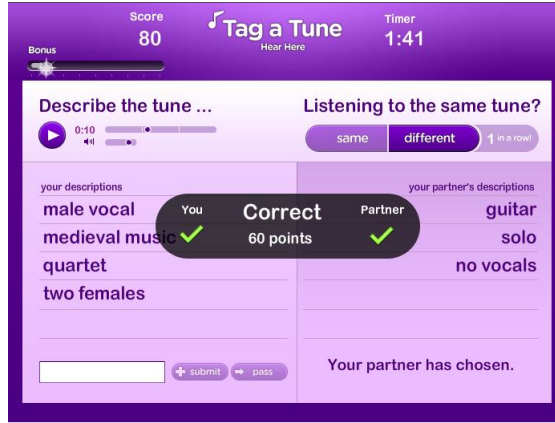 Score
80
Tag a Tune
Hear Here
Timer
1:41
Bonus
Describe the tune ...
0:10
Listening to the same tune?
same
different
1 in a row!
your descriptions
male vocal
medieval music
quartet
two females
your partner's descriptions
guitar
solo
no vocals
You
Correct
60 points
Partner
submit
pass
Your partner has chosen.